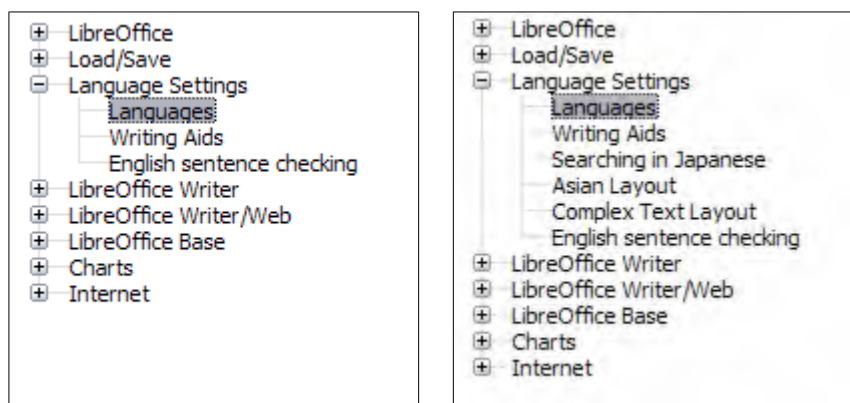 LibreOffice
Load/Save
Language Settings
Languages
Writing Aids
English sentence checking
LibreOffice Writer
LibreOffice Writer/Web
LibreOffice Base
Charts
Internet
LibreOffice
Load/Save
Language Settings
Languages
Writing Aids
Searching in Japanese
Asian Layout
Complex Text Layout
English sentence checking
LibreOffice Writer
LibreOffice Writer/Web
LibreOffice Base
Charts
Internet